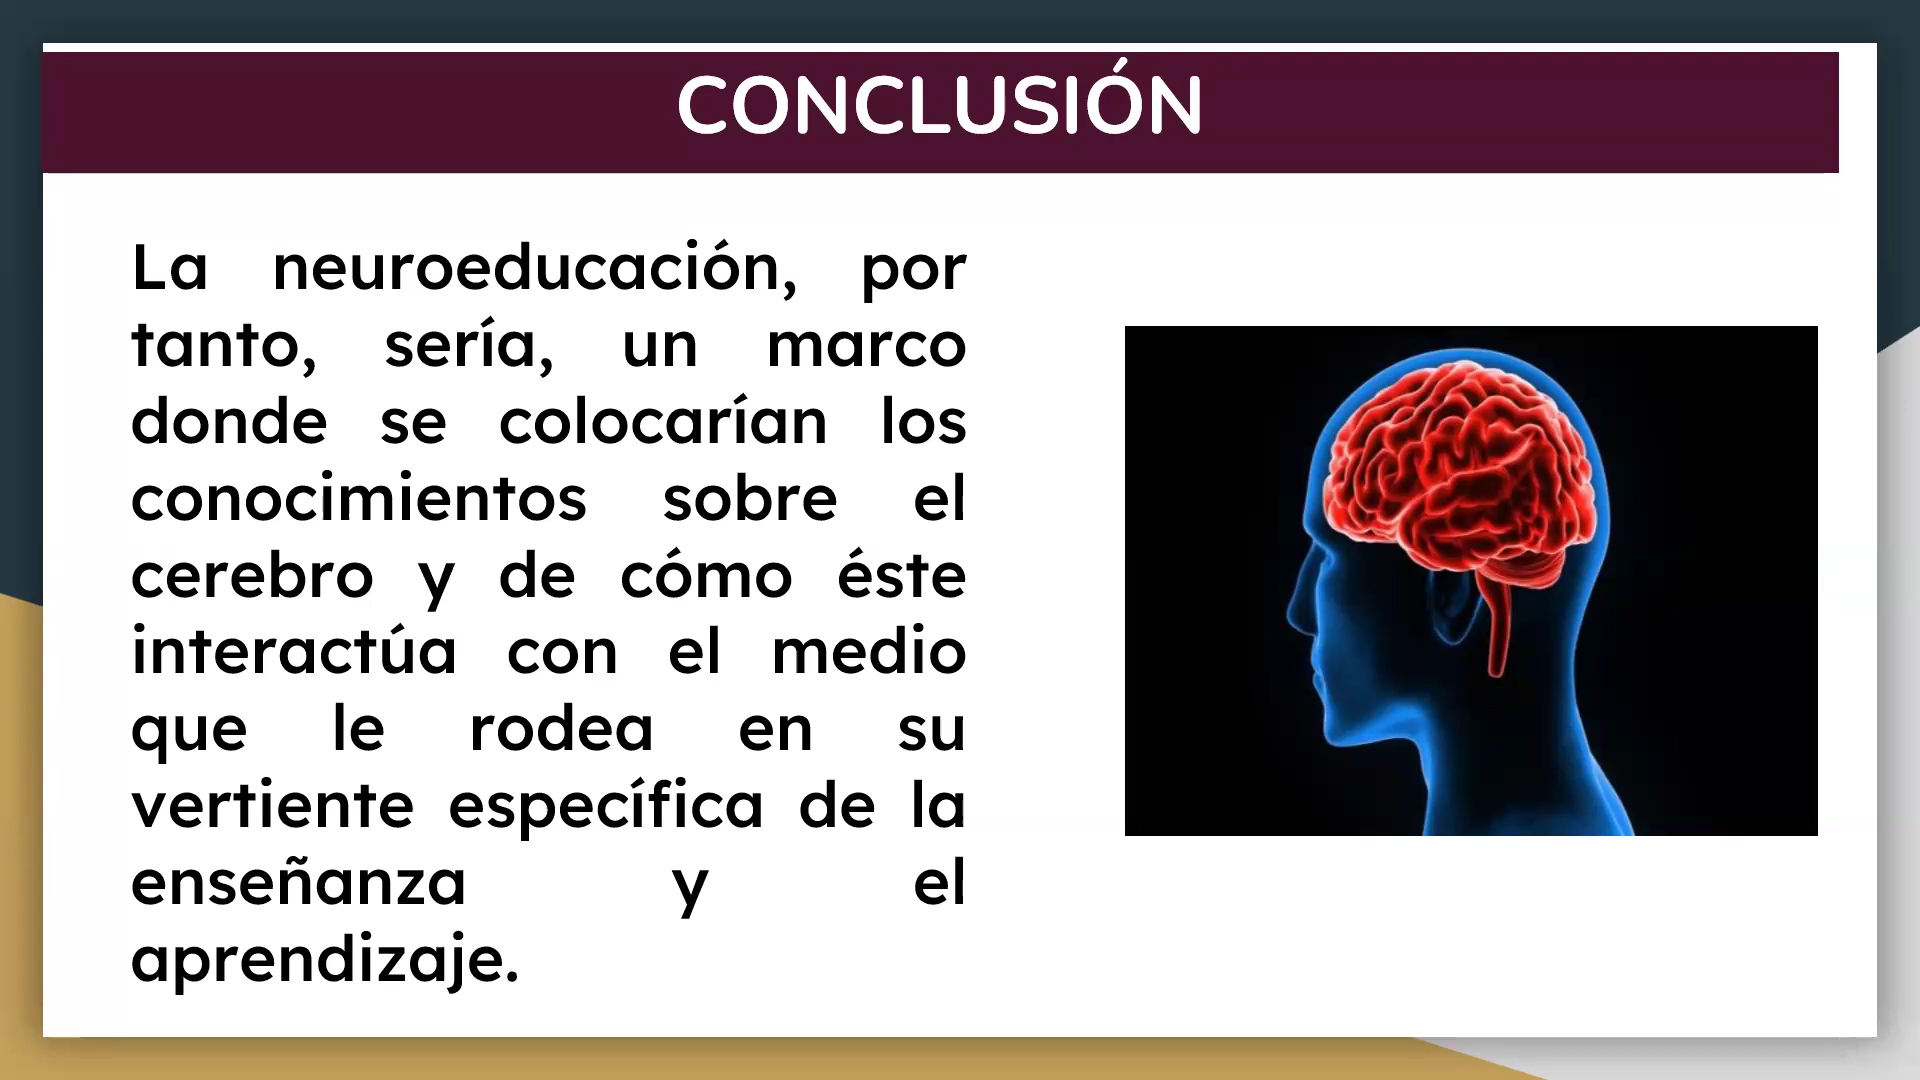 CONCLUSIÓN
La neuroeducación, por
tanto, sería, un marco
donde se colocarían los
conocimientos sobre el
cerebro y de cómo éste
interactúa con el medio
que le rodea en su
vertiente específica de la
enseñanza y el
aprendizaje.